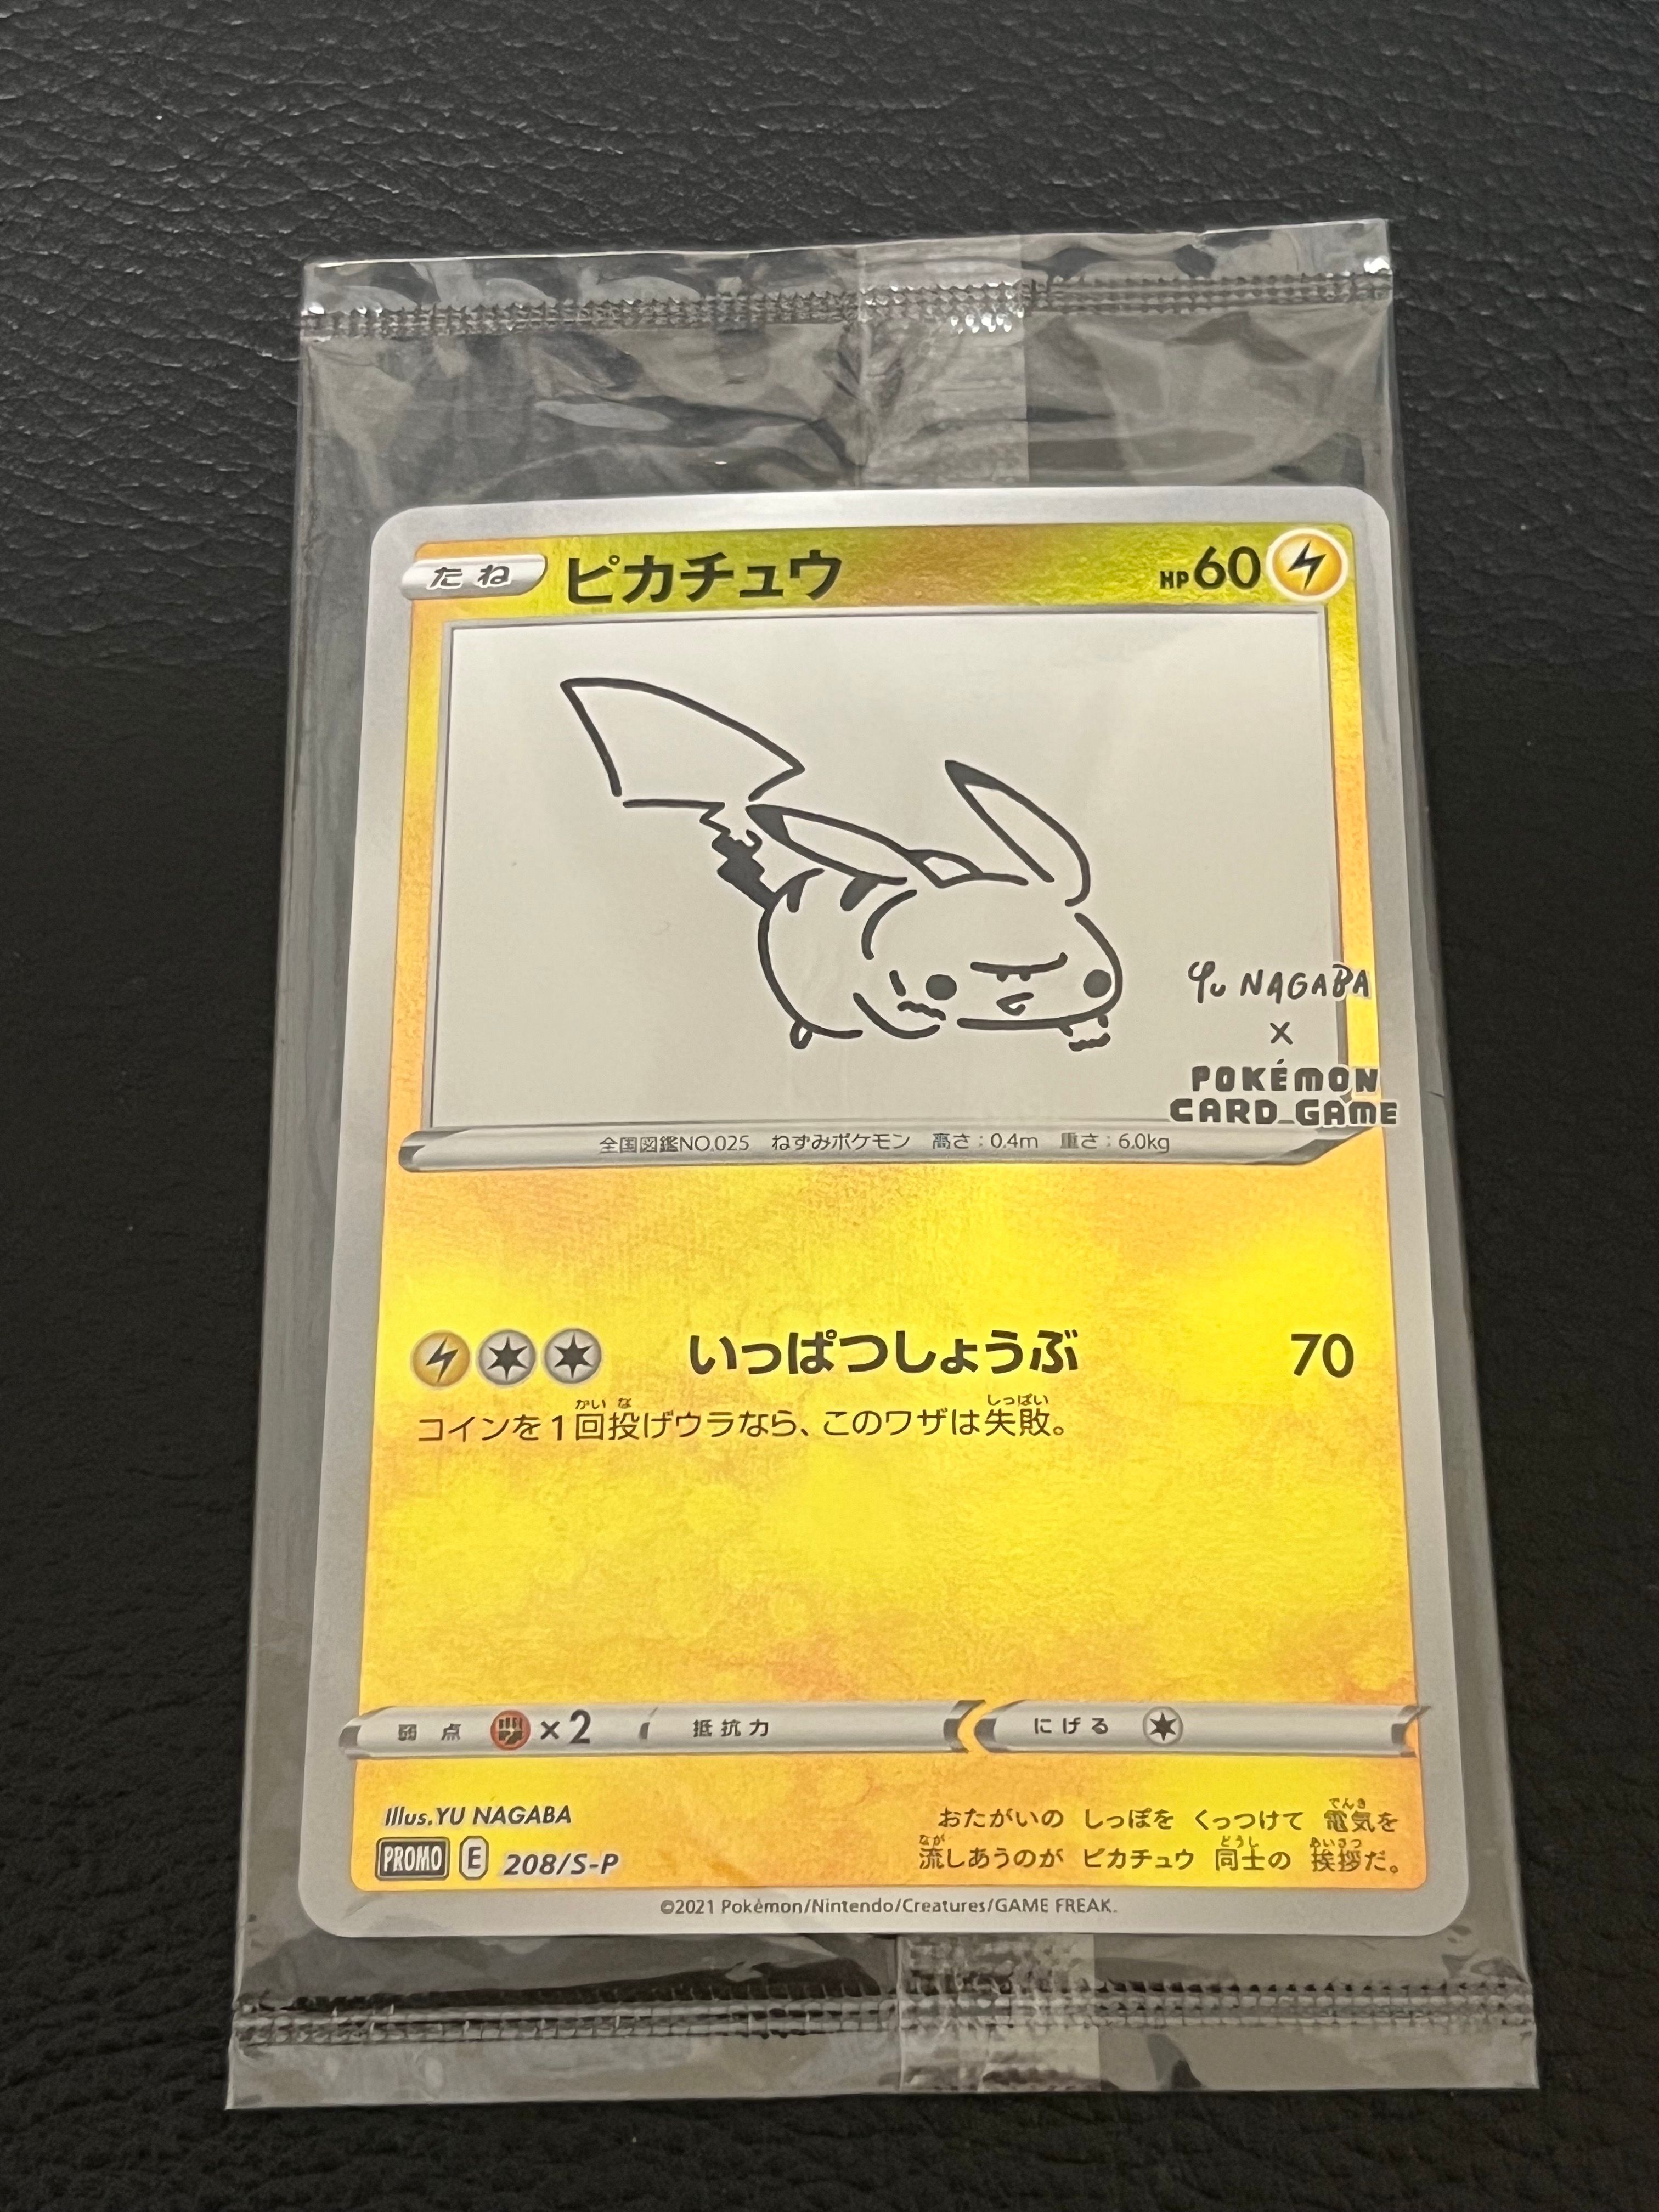 たね ピカチュウ HP60
YU NAGABA
×
POKÉMON
CARD GAME
全国図鑑NO.025 ねずみポケモン 高さ：0.4m 重さ：6.0kg
いっぱつしょうぶ 70
コインを1回投げウラなら、このワザは失敗。
弱点 ×2 抵抗力 にげる
Illus.YU NAGABA
PROMO E 208/S-P
おたがいの しっぽを くっつけて 電気を
流しあうのが ピカチュウ 同士の 挨拶だ。
©2021 Pokémon/Nintendo/Creatures/GAME FREAK.